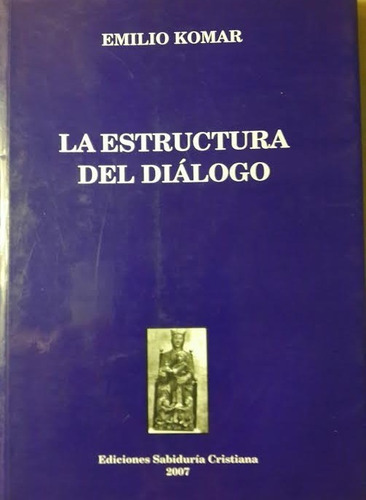 EMILIO KOMAR
LA ESTRUCTURA
DEL DIÁLOGO
Ediciones Sabiduría Cristiana
2007